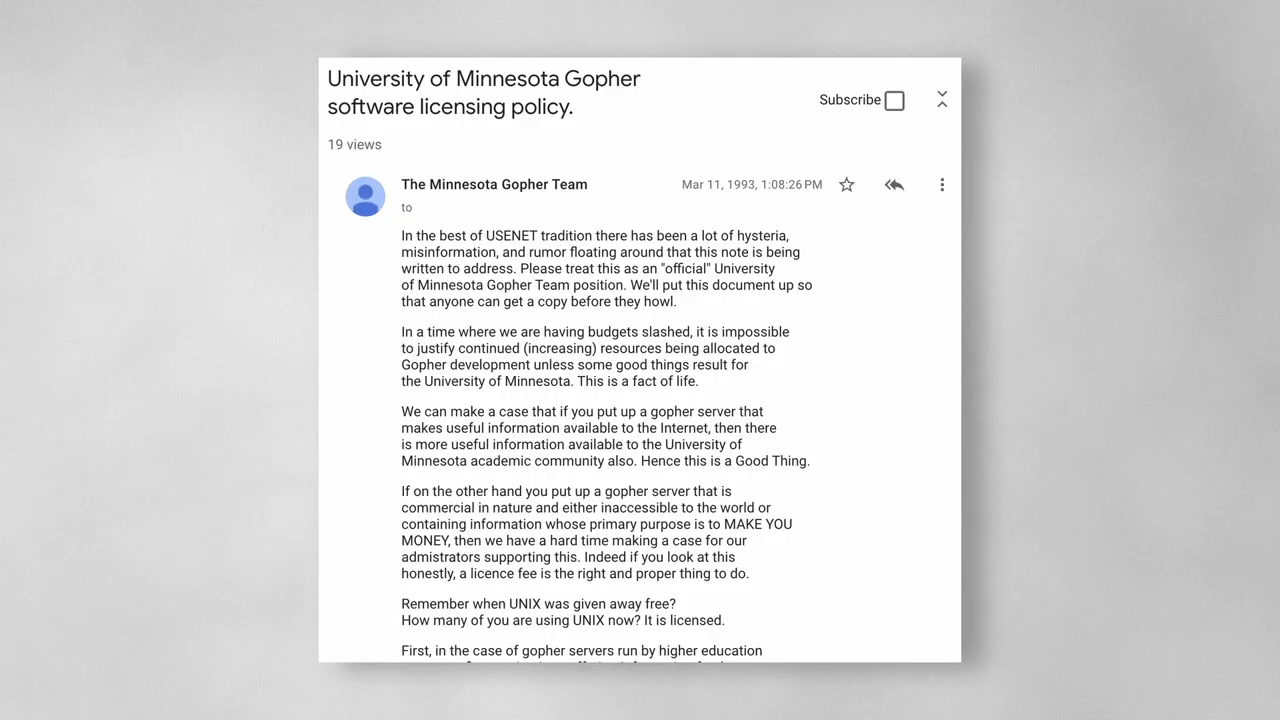 University of Minnesota Gopher
software licensing policy.
Subscribe
19 views
The Minnesota Gopher Team
Mar 11, 1993, 1:08:26 PM
to
In the best of USENET tradition there has been a lot of hysteria,
misinformation, and rumor floating around that this note is being
written to address. Please treat this as an "official" University
of Minnesota Gopher Team position. We'll put this document up so
that anyone can get a copy before they howl.
In a time where we are having budgets slashed, it is impossible
to justify continued (increasing) resources being allocated to
Gopher development unless some good things result for
the University of Minnesota. This is a fact of life.
We can make a case that if you put up a gopher server that
makes useful information available to the Internet, then there
is more useful information available to the University of
Minnesota academic community also. Hence this is a Good Thing.
If on the other hand you put up a gopher server that is
commercial in nature and either inaccessible to the world or
containing information whose primary purpose is to MAKE YOU
MONEY, then we have a hard time making a case for our
admistrators supporting this. Indeed if you look at this
honestly, a licence fee is the right and proper thing to do.
Remember when UNIX was given away free?
How many of you are using UNIX now? It is licensed.
First, in the case of gopher servers run by higher education